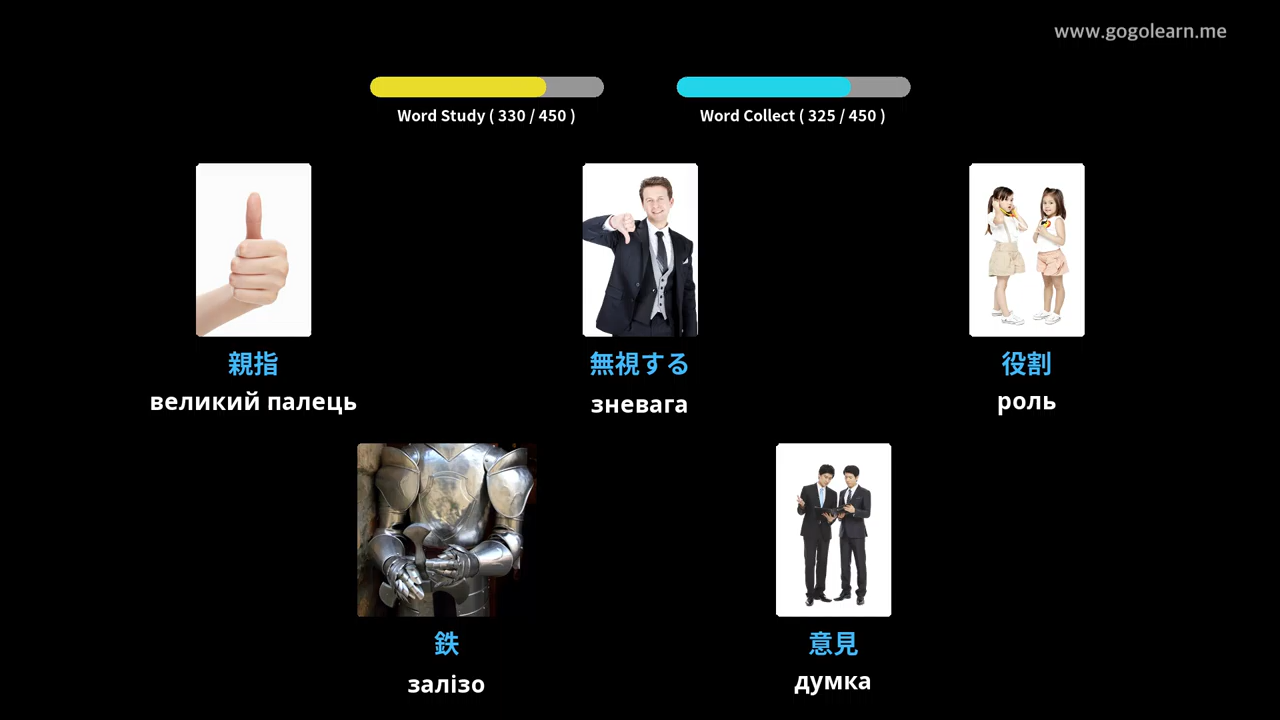 www.gogolearn.me
Word Study ( 330 / 450 )
Word Collect ( 325 / 450 )
親指
великий палець
無視する
зневага
役割
роль
鉄
залізо
意見
думка